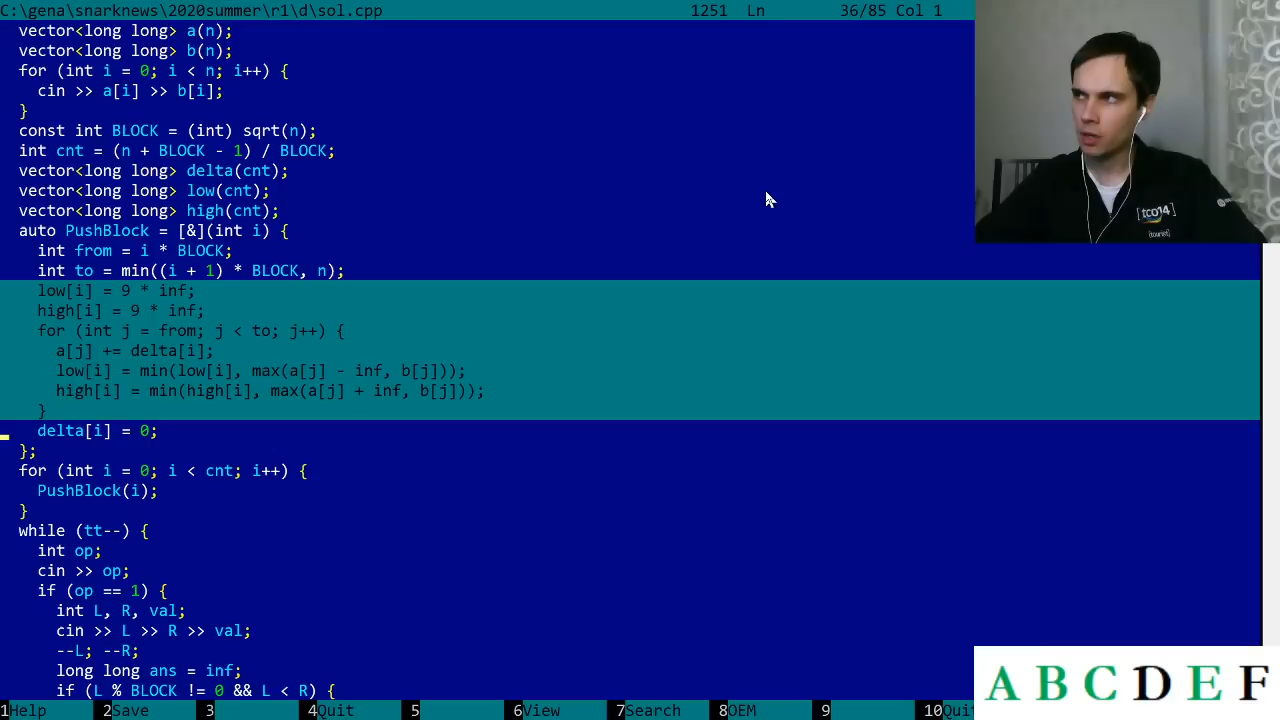 C:\gena\snarknews\2020summer\r1\d\sol.cpp 1251 Ln 36/85 Col 1
vector<long long> a(n);
vector<long long> b(n);
for (int i = 0; i < n; i++) {
cin >> a[i] >> b[i];
}
const int BLOCK = (int) sqrt(n);
int cnt = (n + BLOCK - 1) / BLOCK;
vector<long long> delta(cnt);
vector<long long> low(cnt);
vector<long long> high(cnt);
auto PushBlock = [&](int i) {
int from = i * BLOCK;
int to = min((i + 1) * BLOCK, n);
low[i] = 9 * inf;
high[i] = 9 * inf;
for (int j = from; j < to; j++) {
a[j] += delta[i];
low[i] = min(low[i], max(a[j] - inf, b[j]));
high[i] = min(high[i], max(a[j] + inf, b[j]));
}
delta[i] = 0;
};
for (int i = 0; i < cnt; i++) {
PushBlock(i);
}
while (tt--) {
int op;
cin >> op;
if (op == 1) {
int L, R, val;
cin >> L >> R >> val;
--L; --R;
long long ans = inf;
if (L % BLOCK != 0 && L < R) {
1Help 2Save 3 4Quit 5 6View 7Search 8OEM 9 10Qui
[tco14]
(tourist)
A B C D E F